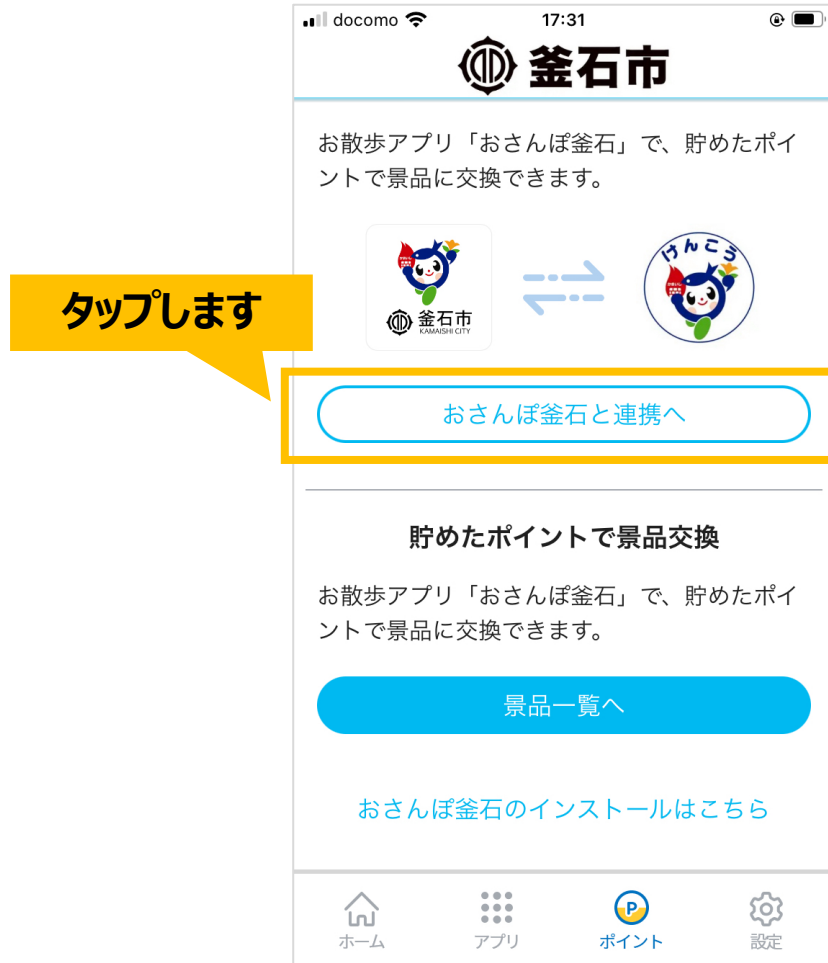 docomo
17:31
釜石市
お散歩アプリ「おさんぽ釜石」で、貯めたポイ
ントで景品に交換できます。
釜石市
KAMAISHI CITY
けんこう
タップします
おさんぽ釜石と連携へ
貯めたポイントで景品交換
お散歩アプリ「おさんぽ釜石」で、貯めたポイ
ントで景品に交換できます。
景品一覧へ
おさんぽ釜石のインストールはこちら
P
ホーム
アプリ
ポイント
設定